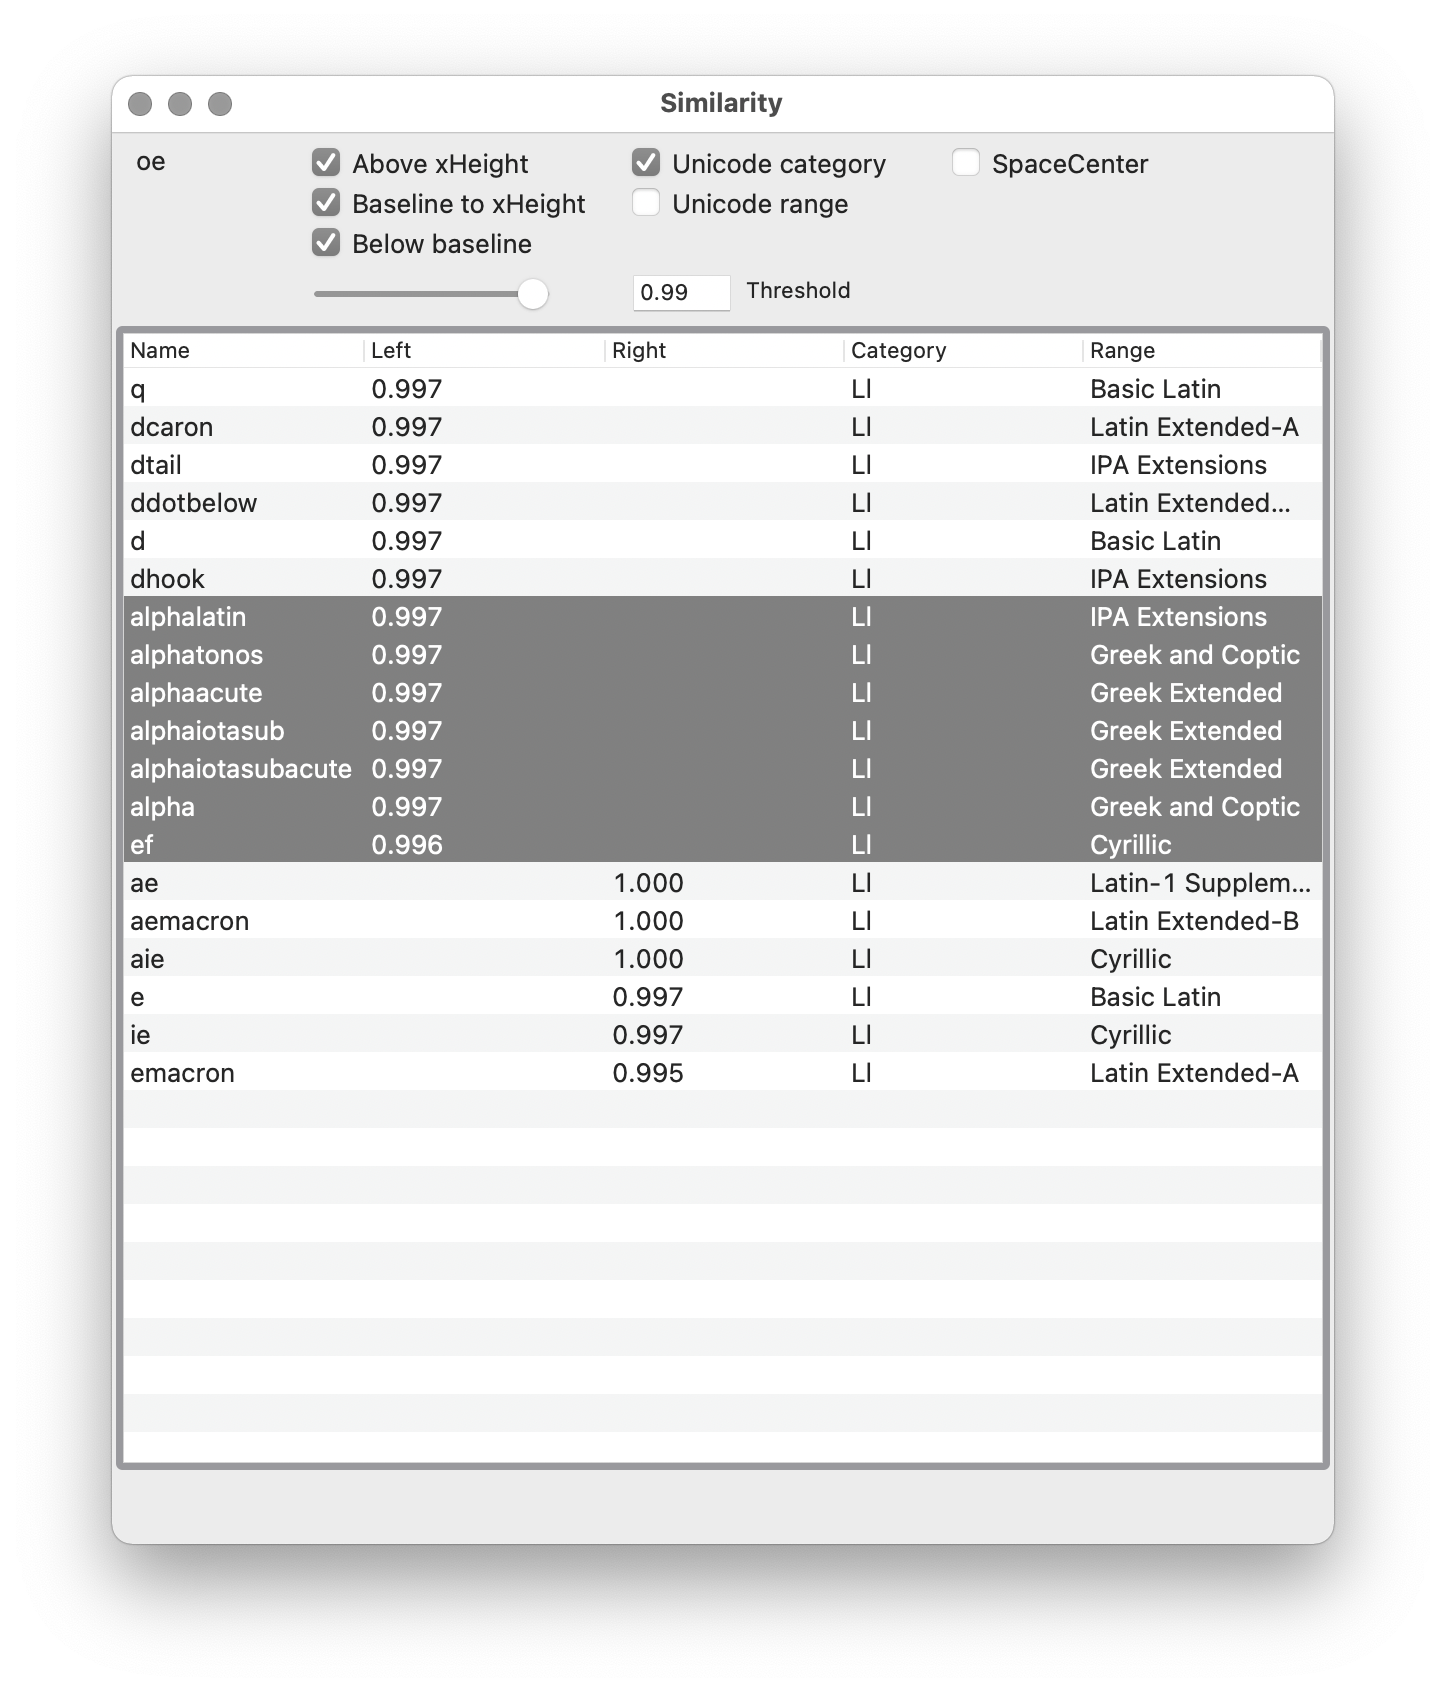 Similarity
oe
Above xHeight
Unicode category
SpaceCenter
Baseline to xHeight
Unicode range
Below baseline
0.99 Threshold
Name Left Right Category Range
q 0.997 Ll Basic Latin
dcaron 0.997 Ll Latin Extended-A
dtail 0.997 Ll IPA Extensions
ddotbelow 0.997 Ll Latin Extended...
d 0.997 Ll Basic Latin
dhook 0.997 Ll IPA Extensions
alphalatin 0.997 Ll IPA Extensions
alphatonos 0.997 Ll Greek and Coptic
alphaacute 0.997 Ll Greek Extended
alphaiotasub 0.997 Ll Greek Extended
alphaiotasubacute 0.997 Ll Greek Extended
alpha 0.997 Ll Greek and Coptic
ef 0.996 Ll Cyrillic
ae 1.000 Ll Latin-1 Supplem...
aemacron 1.000 Ll Latin Extended-B
aie 1.000 Ll Cyrillic
e 0.997 Ll Basic Latin
ie 0.997 Ll Cyrillic
emacron 0.995 Ll Latin Extended-A